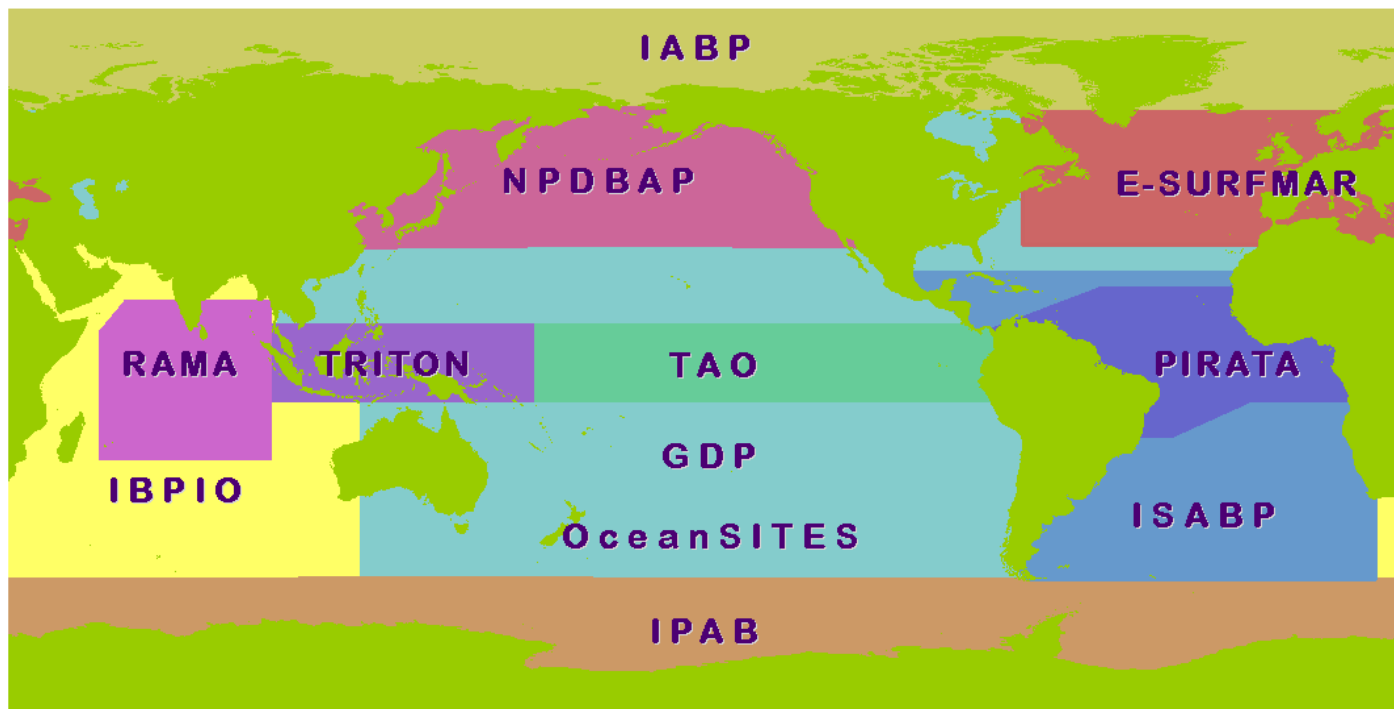 IABP
NPDBAP
E-SURFMAR
RAMA
TRITON
TAO
PIRATA
GDP
IBPIO
ISABP
OceanSITES
IPAB